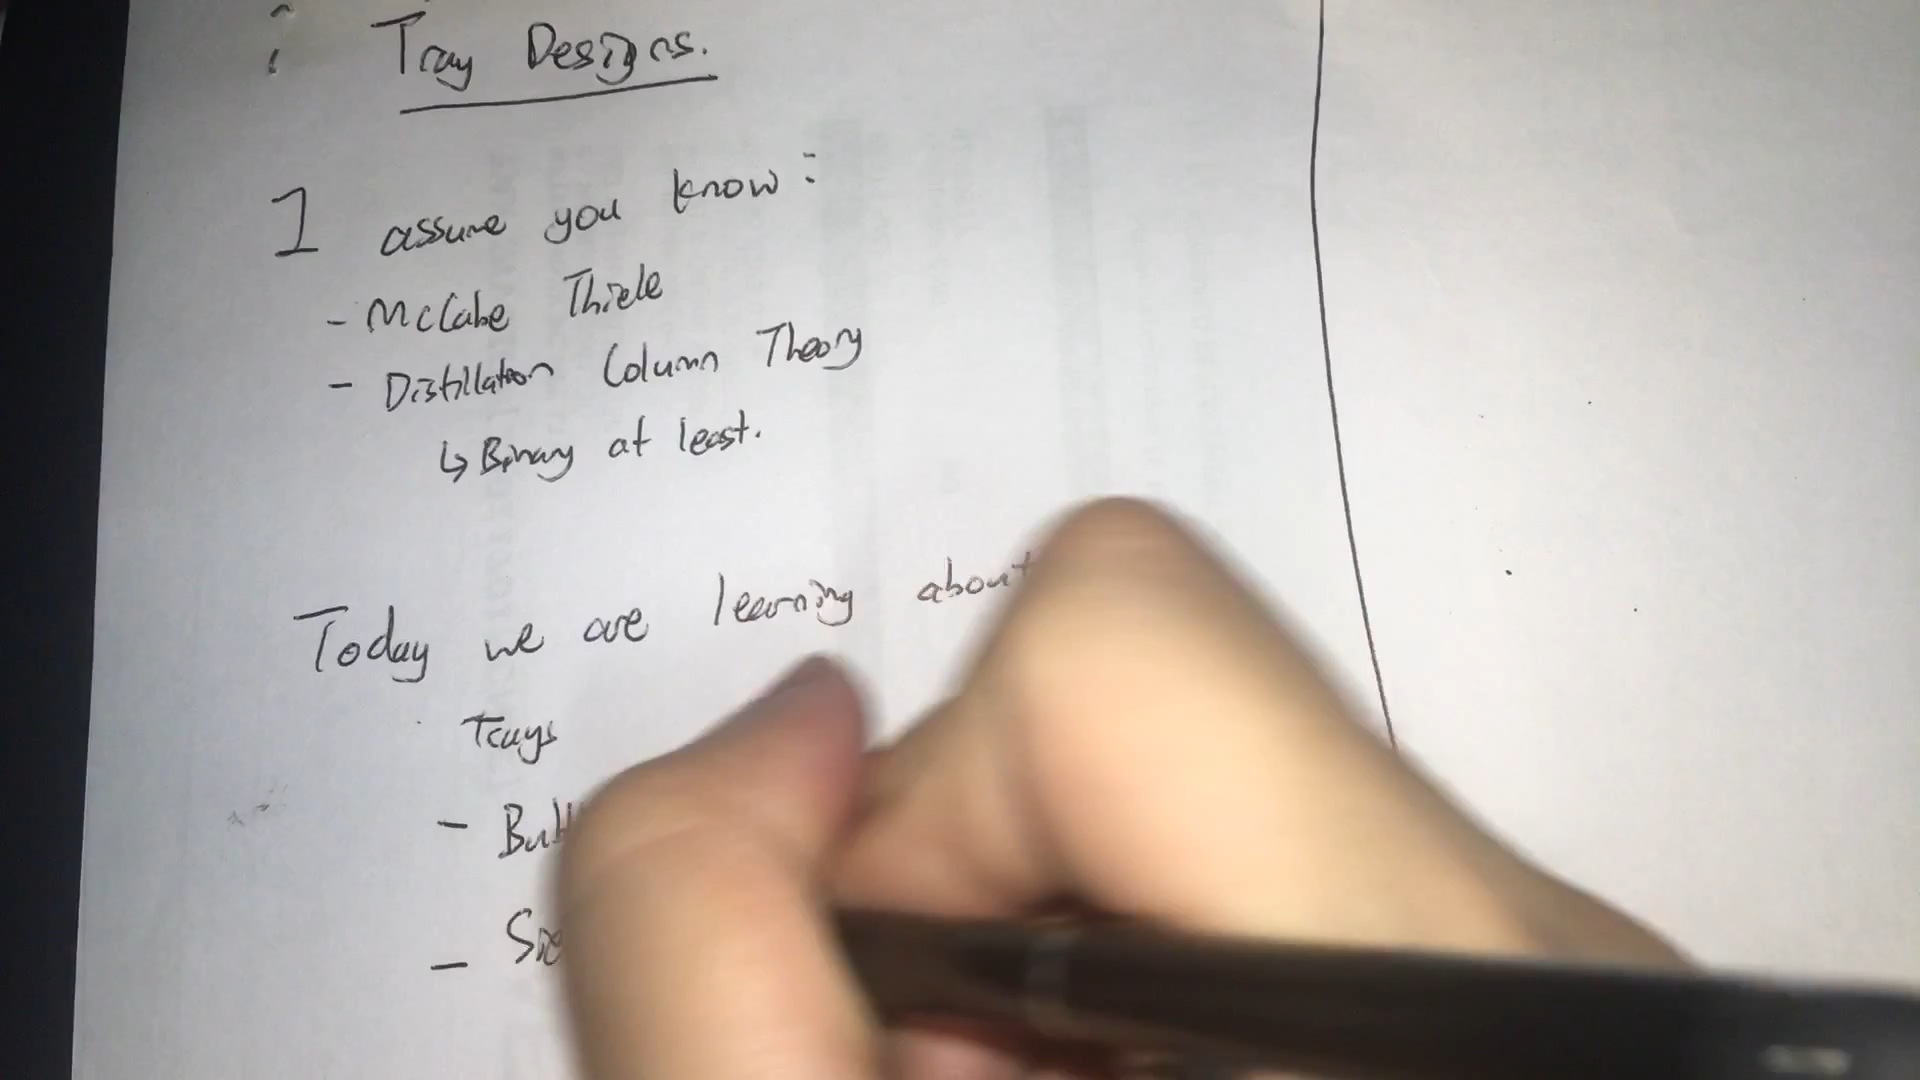 Tray Designs.
I assume you know:
- McCabe Thiele
- Distillation Column Theory
↳ Binary at least.
Today we are learning about
Trays
-
-